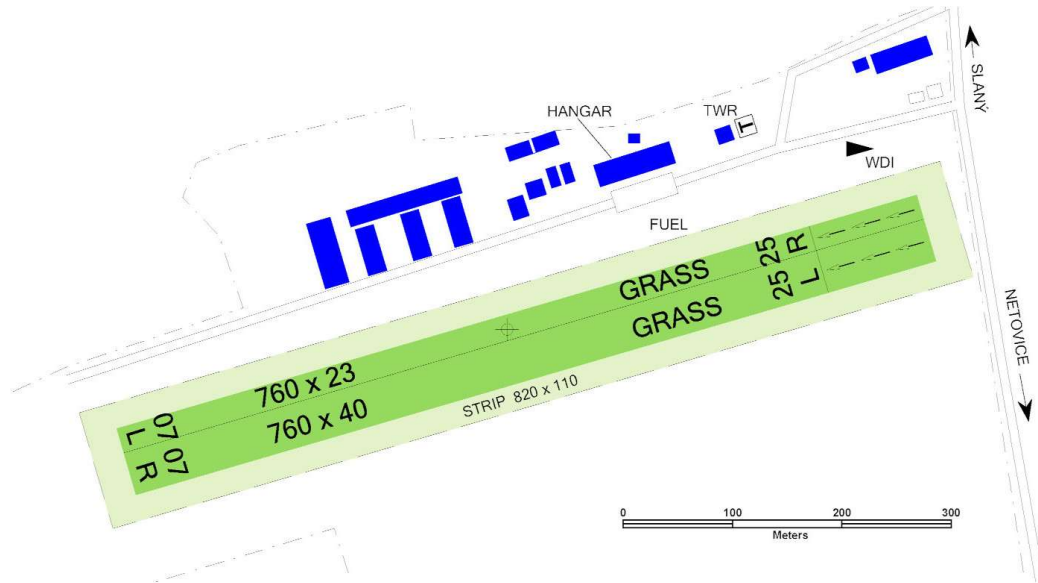 SLANÝ
HANGAR
TWR
T
WDI
FUEL
GRASS
25 R
GRASS
25 L
NETOVICE
760 x 23
07 L
760 x 40
07 R
STRIP 820 x 110
0 100 200 300
Meters